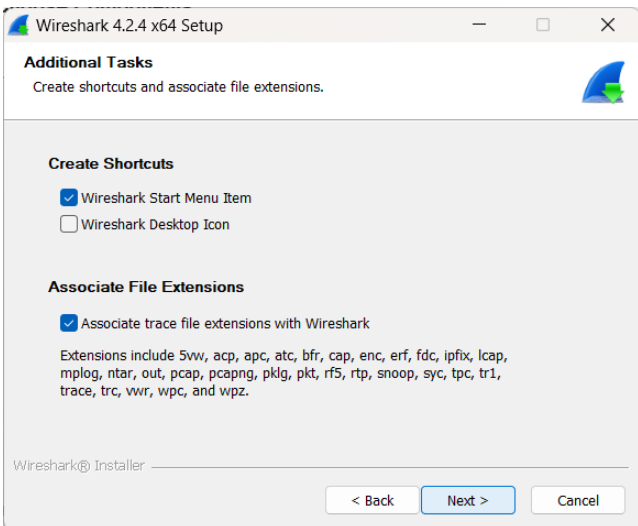 Wireshark 4.2.4 x64 Setup
Additional Tasks
Create shortcuts and associate file extensions.
Create Shortcuts
Wireshark Start Menu Item
Wireshark Desktop Icon
Associate File Extensions
Associate trace file extensions with Wireshark
Extensions include 5vw, acp, apc, atc, bfr, cap, enc, erf, fdc, ipfix, lcap,
mplog, ntar, out, pcap, pcapng, pklg, pkt, rf5, rtp, snoop, syc, tpc, tr1,
trace, trc, vwr, wpc, and wpz.
Wireshark® Installer
< Back Next > Cancel